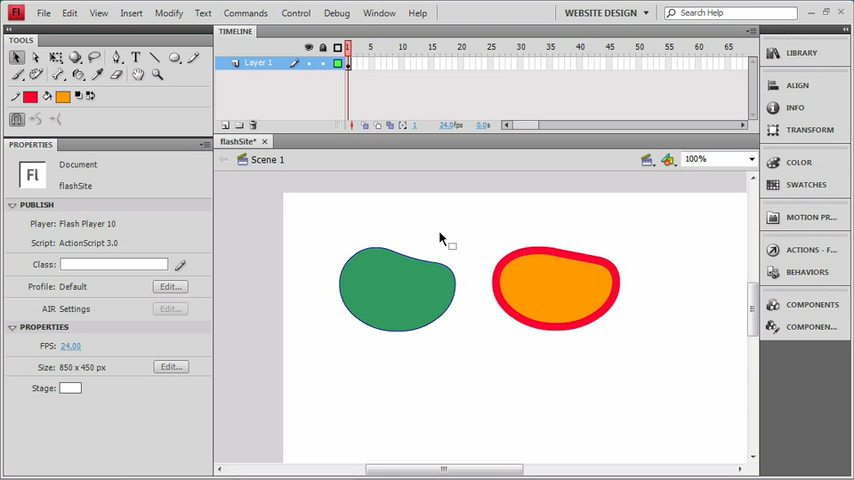 Fl File Edit View Insert Modify Text Commands Control Debug Window Help WEBSITE DESIGN Search Help
TOOLS
TIMELINE
1 5 10 15 20 25 30 35 40 45 50 55 60 65
Layer 1
1 24.0fps 0.0s
flashSite*
Scene 1 100%
PROPERTIES
Fl
Document
flashSite
PUBLISH
Player: Flash Player 10
Script: ActionScript 3.0
Class:
Profile: Default Edit...
AIR Settings Edit...
PROPERTIES
FPS: 24.00
Size: 850 x 450 px Edit...
Stage:
LIBRARY
ALIGN
INFO
TRANSFORM
COLOR
SWATCHES
MOTION PR...
ACTIONS - F...
BEHAVIORS
COMPONENTS
COMPONEN...